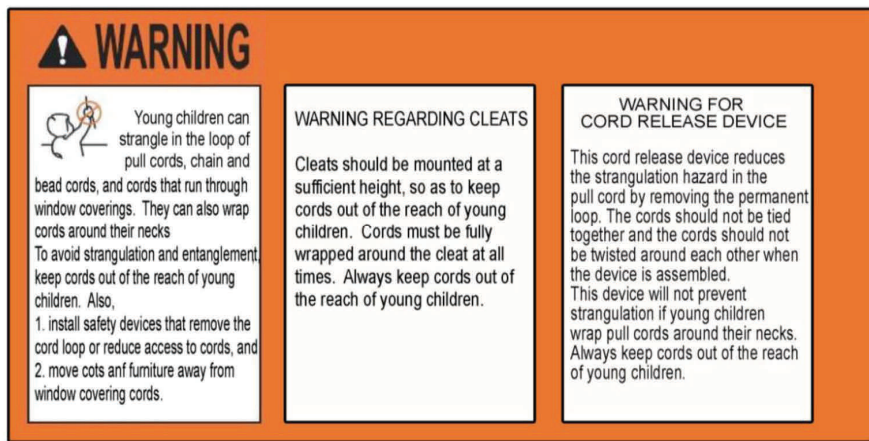 WARNING
Young children can
strangle in the loop of
pull cords, chain and
bead cords, and cords that run through
window coverings. They can also wrap
cords around their necks
To avoid strangulation and entanglement,
keep cords out of the reach of young
children. Also,
1. install safety devices that remove the
cord loop or reduce access to cords, and
2. move cots anf furniture away from
window covering cords.
WARNING REGARDING CLEATS
Cleats should be mounted at a
sufficient height, so as to keep
cords out of the reach of young
children. Cords must be fully
wrapped around the cleat at all
times. Always keep cords out of
the reach of young children.
WARNING FOR
CORD RELEASE DEVICE
This cord release device reduces
the strangulation hazard in the
pull cord by removing the permanent
loop. The cords should not be tied
together and the cords should not
be twisted around each other when
the device is assembled.
This device will not prevent
strangulation if young children
wrap pull cords around their necks.
Always keep cords out of the reach
of young children.